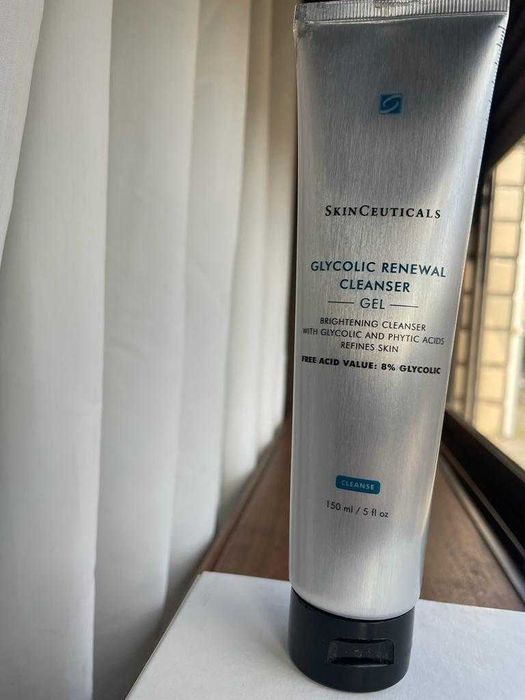 SKINCEUTICALS
GLYCOLIC RENEWAL
CLEANSER
GEL
BRIGHTENING CLEANSER
WITH GLYCOLIC AND PHYTIC ACIDS
REFINES SKIN
FREE ACID VALUE: 8% GLYCOLIC
CLEANSE
150 ml / 5 fl oz